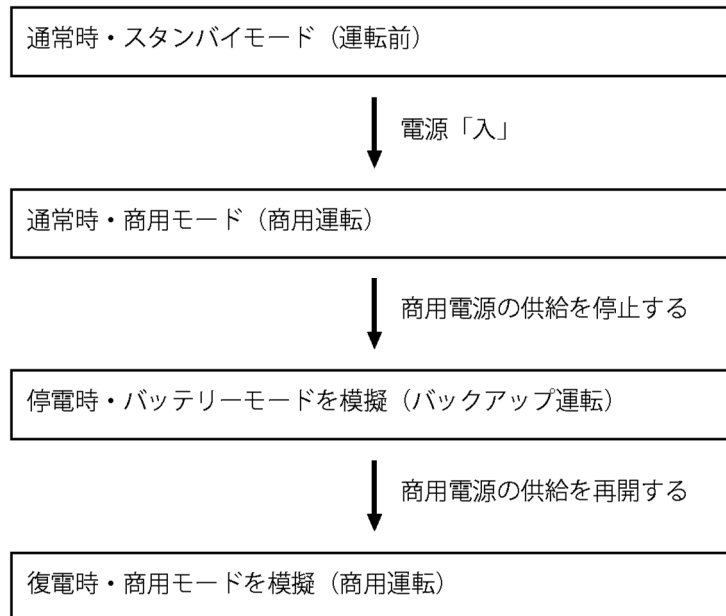 通常時・スタンバイモード（運転前）
電源「入」
通常時・商用モード（商用運転）
商用電源の供給を停止する
停電時・バッテリーモードを模擬（バックアップ運転）
商用電源の供給を再開する
復電時・商用モードを模擬（商用運転）